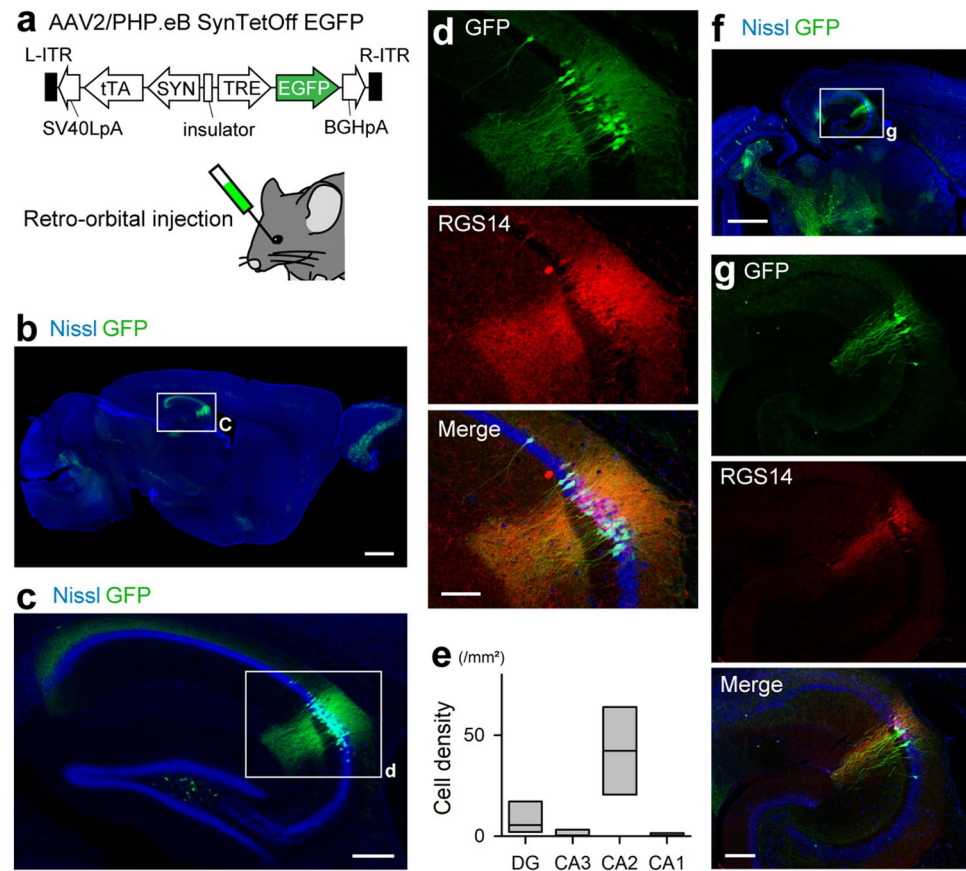 a AAV2/PHP.eB SynTetOff EGFP
L-ITR R-ITR
tTA SYN TRE EGFP
SV40LpA insulator BGHpA
Retro-orbital injection
b Nissl GFP
C
c Nissl GFP
d
d GFP
RGS14
Merge
e (/mm²)
Cell density
50
0
DG CA3 CA2 CA1
f Nissl GFP
g
g GFP
RGS14
Merge